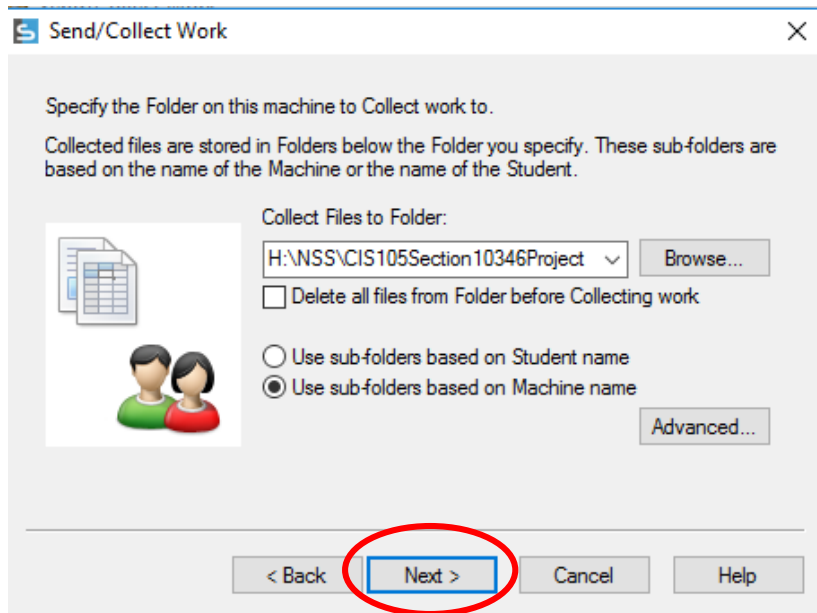 Send/Collect Work
Specify the Folder on this machine to Collect work to.
Collected files are stored in Folders below the Folder you specify. These sub-folders are
based on the name of the Machine or the name of the Student.
Collect Files to Folder:
H:\NSS\CIS105Section10346Project
Browse...
Delete all files from Folder before Collecting work
Use sub-folders based on Student name
Use sub-folders based on Machine name
Advanced...
< Back
Next >
Cancel
Help